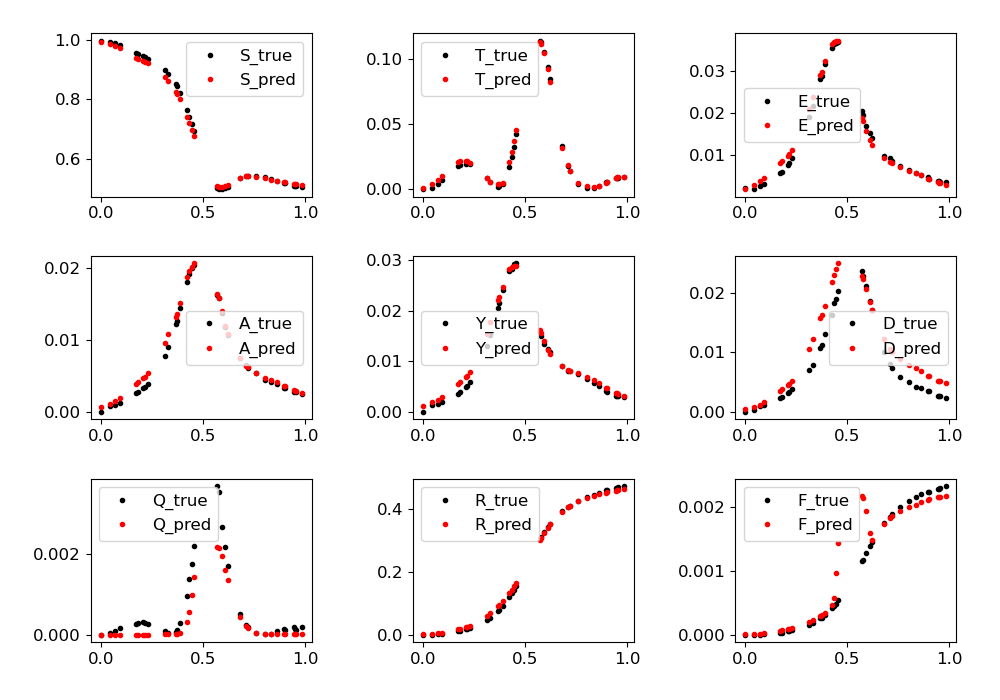 1.0
0.8
0.6
S_true
S_pred
0.0 0.5 1.0
0.10
0.05
0.00
T_true
T_pred
0.0 0.5 1.0
0.03
0.02
0.01
E_true
E_pred
0.0 0.5 1.0
0.02
0.01
0.00
A_true
A_pred
0.0 0.5 1.0
0.03
0.02
0.01
0.00
Y_true
Y_pred
0.0 0.5 1.0
0.02
0.01
0.00
D_true
D_pred
0.0 0.5 1.0
0.002
0.000
Q_true
Q_pred
0.0 0.5 1.0
0.4
0.2
0.0
R_true
R_pred
0.0 0.5 1.0
0.002
0.001
0.000
F_true
F_pred
0.0 0.5 1.0